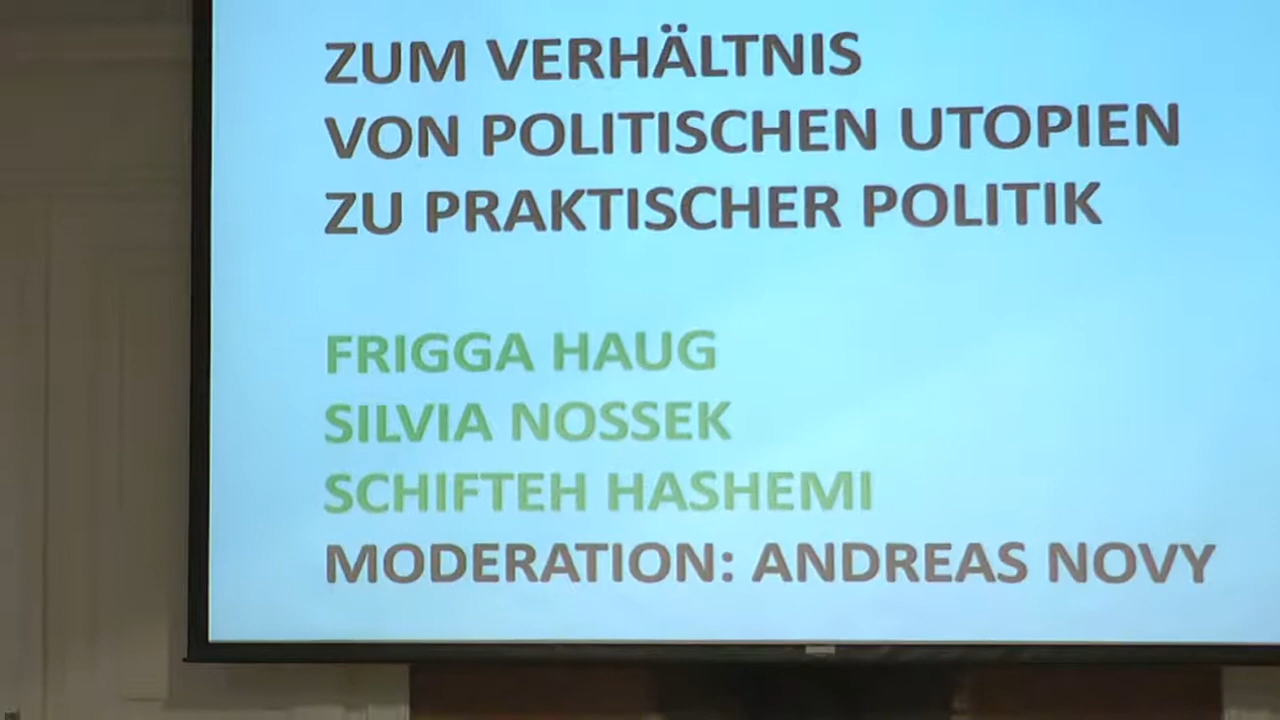 ZUM VERHÄLTNIS
VON POLITISCHEN UTOPIEN
ZU PRAKTISCHER POLITIK
FRIGGA HAUG
SILVIA NOSSEK
SCHIFTEH HASHEMI
MODERATION: ANDREAS NOVY